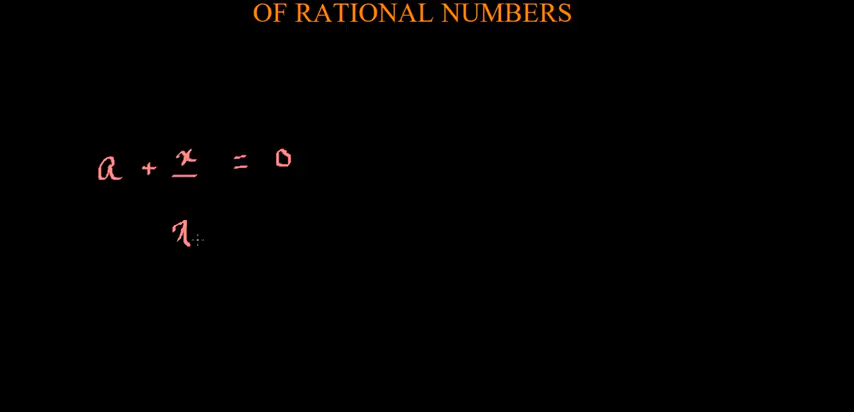 OF RATIONAL NUMBERS
a + x = 0